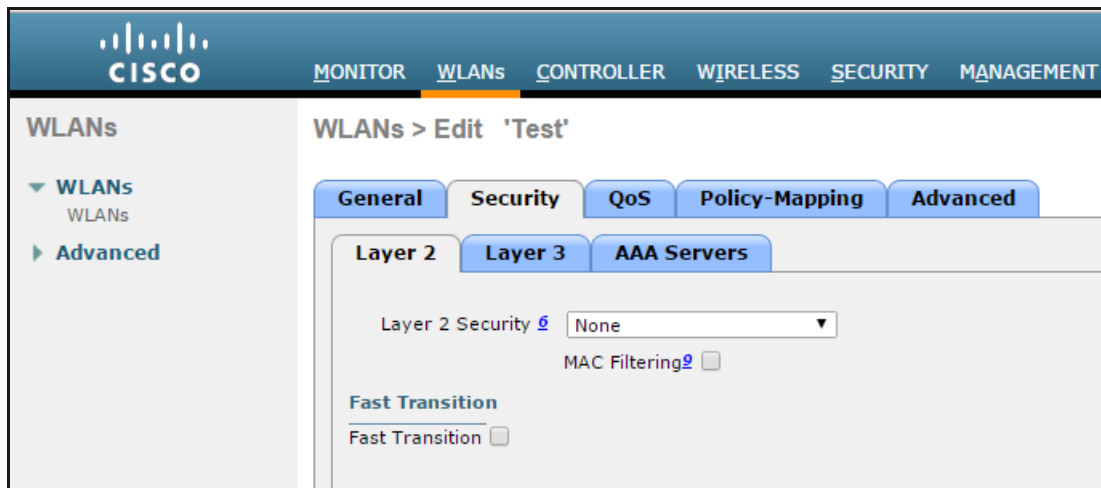 CISCO
MONITOR WLANs CONTROLLER WIRELESS SECURITY MANAGEMENT
WLANs
WLANs > Edit 'Test'
WLANs
WLANs
Advanced
General Security QoS Policy-Mapping Advanced
Layer 2 Layer 3 AAA Servers
Layer 2 Security 6 None
MAC Filtering9
Fast Transition
Fast Transition